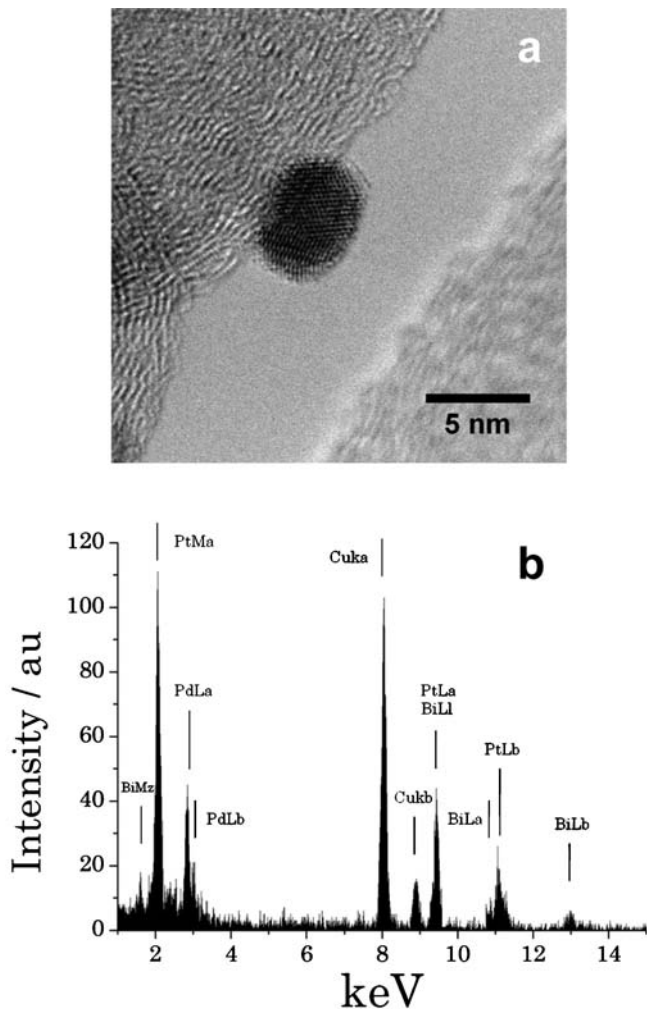 a
5 nm
b
120
100
80
60
40
20
0
Intensity / au
PtMa
Cuka
PdLa
PtLa
BiLl
PtLb
BiMz
PdLb
Cukb
BiLa
BiLb
2
4
6
8
10
12
14
keV